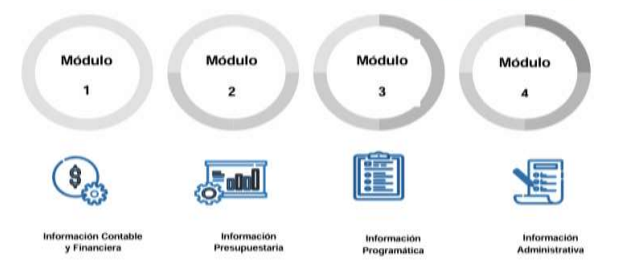 Módulo
1
Módulo
2
Módulo
3
Módulo
4
$
Información Contable
y Financiera
Información
Presupuestaria
Información
Programática
Información
Administrativa